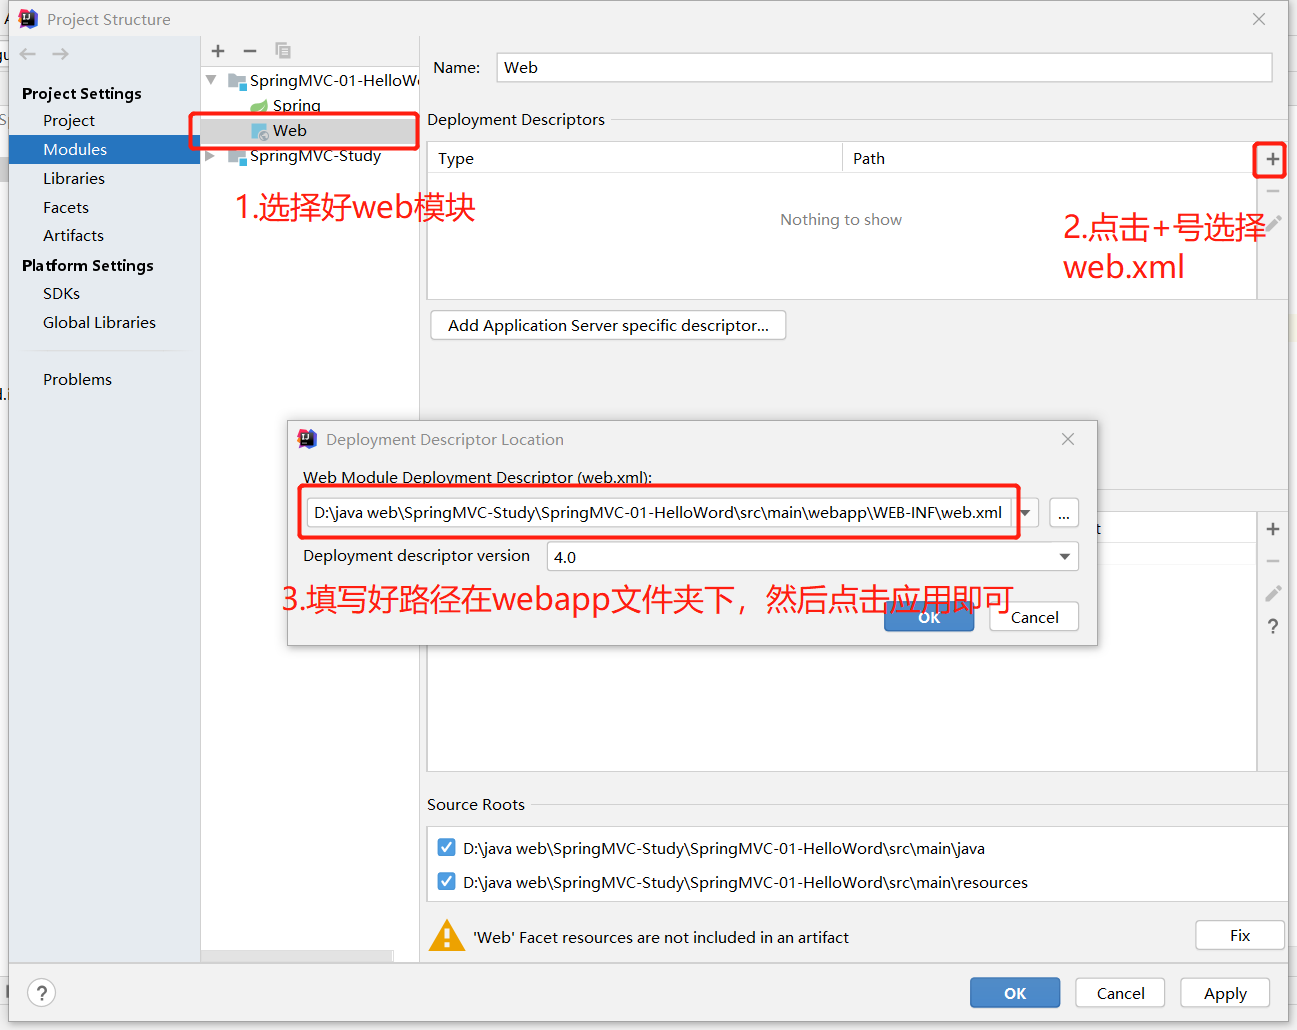 Project Structure
Project Settings
Project
Modules
Libraries
Facets
Artifacts
Platform Settings
SDKs
Global Libraries
Problems
SpringMVC-01-HelloWo
Spring
Web
SpringMVC-Study
1.选择好web模块
Name:
Web
Deployment Descriptors
Type
Path
Nothing to show
2.点击+号选择
web.xml
Add Application Server specific descriptor...
Deployment Descriptor Location
Web Module Deployment Descriptor (web.xml):
D:\java web\SpringMVC-Study\SpringMVC-01-HelloWord\src\main\webapp\WEB-INF\web.xml
...
Deployment descriptor version
4.0
3.填写好路径在webapp文件夹下，然后点击应用即可
OK
Cancel
Source Roots
D:\java web\SpringMVC-Study\SpringMVC-01-HelloWord\src\main\java
D:\java web\SpringMVC-Study\SpringMVC-01-HelloWord\src\main\resources
'Web' Facet resources are not included in an artifact
Fix
?
OK
Cancel
Apply